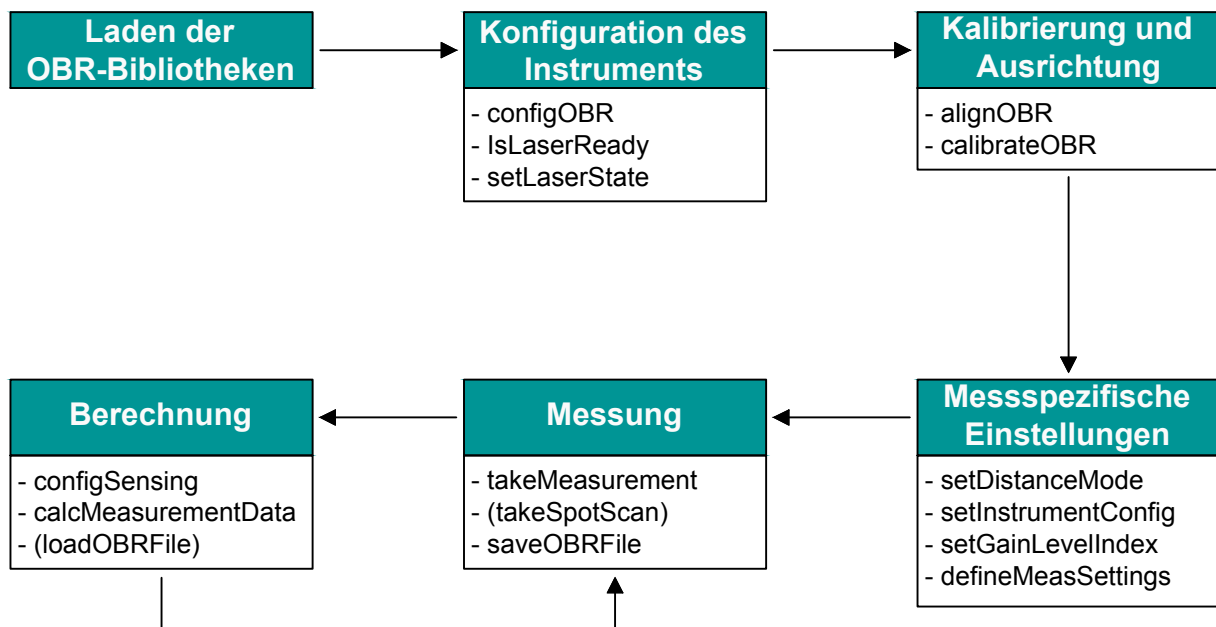 Laden der
OBR-Bibliotheken
Konfiguration des
Instruments
- configOBR
- IsLaserReady
- setLaserState
Kalibrierung und
Ausrichtung
- alignOBR
- calibrateOBR
Messspezifische
Einstellungen
- setDistanceMode
- setInstrumentConfig
- setGainLevelIndex
- defineMeasSettings
Messung
- takeMeasurement
- (takeSpotScan)
- saveOBRFile
Berechnung
- configSensing
- calcMeasurementData
- (loadOBRFile)